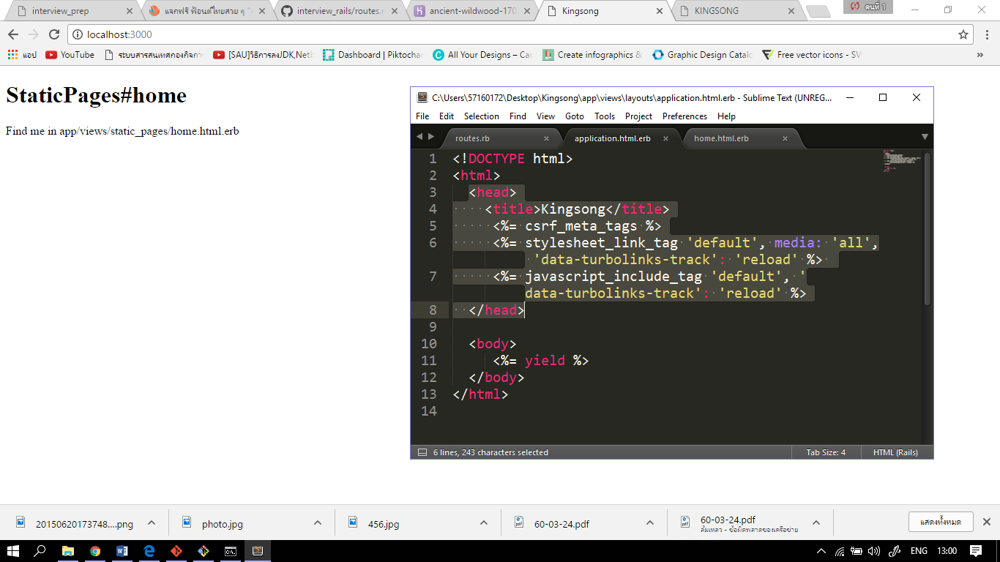 interview_prep
แจกฟรี ฟ้อนต์ไทยสวย ๆ "
interview_rails/routes.r
ancient-wildwood-170
Kingsong
KINGSONG
คนที่ 1
localhost:3000
แอป
YouTube
ระบบสารสนเทศกองกิจกา
[SAU]วิธีการลงJDK,Netb
Dashboard | Piktochar
All Your Designs – Can
Create infographics &
Graphic Design Catalo
Free vector icons - SV
»
StaticPages#home
Find me in app/views/static_pages/home.html.erb
C:\Users\57160172\Desktop\Kingsong\app\views\layouts\application.html.erb - Sublime Text (UNREG...
File Edit Selection Find View Goto Tools Project Preferences Help
routes.rb
application.html.erb
home.html.erb
1 <!DOCTYPE html>
2 <html>
3 <head>
4 <title>Kingsong</title>
5 <%= csrf_meta_tags %>
6 <%= stylesheet_link_tag 'default', media: 'all',
'data-turbolinks-track': 'reload' %>
7 <%= javascript_include_tag 'default', '
data-turbolinks-track': 'reload' %>
8 </head>
9
10 <body>
11 <%= yield %>
12 </body>
13 </html>
14
6 lines, 243 characters selected
Tab Size: 4
HTML (Rails)
20150620173748....png
photo.jpg
456.jpg
60-03-24.pdf
60-03-24.pdf
ล้มเหลว - ข้อผิดพลาดของเครือข่าย
แสดงทั้งหมด
ENG
13:00